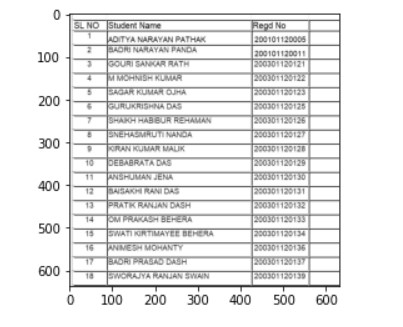 0
SL NO Student Name Regd No
1 ADITYA NARAYAN PATHAK 200101120005
2 BADRI NARAYAN PANDA 200101120011
100
3 GOURI SANKAR RATH 200301120121
4 M MOHNISH KUMAR 200301120122
5 SAGAR KUMAR OJHA 200301120123
200
6 GURUKRISHNA DAS 200301120125
7 SHAIKH HABIBUR REHAMAN 200301120126
8 SNEHASMRUTI NANDA 200301120127
300
9 KIRAN KUMAR MALIK 200301120128
10 DEBABRATA DAS 200301120129
11 ANSHUMAN JENA 200301120130
400
12 BAISAKHI RANI DAS 200301120131
13 PRATIK RANJAN DASH 200301120132
14 OM PRAKASH BEHERA 200301120133
500
15 SWATI KIRTIMAYEE BEHERA 200301120134
16 ANIMESH MOHANTY 200301120136
17 BADRI PRASAD DASH 200301120137
600
18 SWORAJYA RANJAN SWAIN 200301120139
0 100 200 300 400 500 600